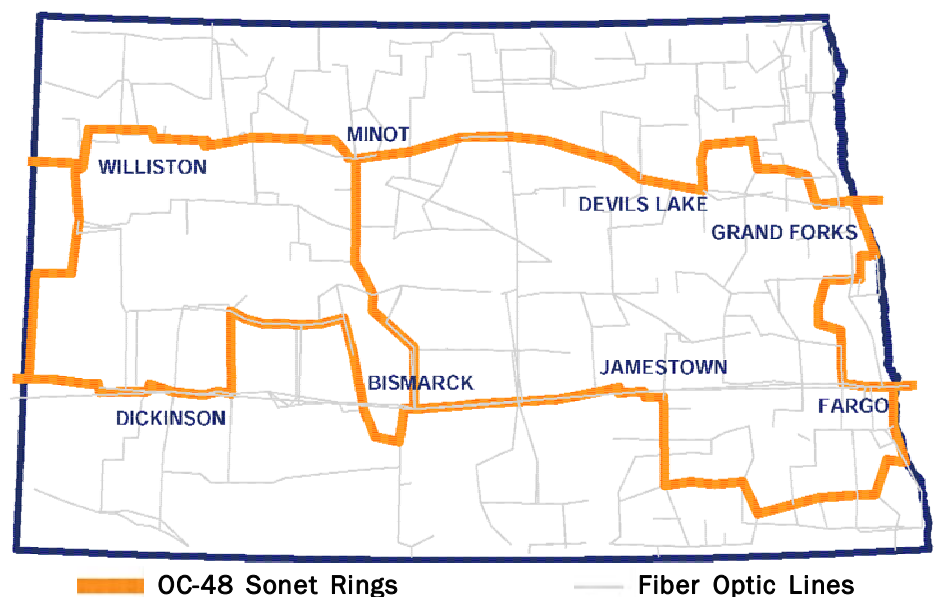 MINOT
WILLISTON
DEVILS LAKE
GRAND FORKS
JAMESTOWN
BISMARCK
FARGO
DICKINSON
OC-48 Sonet Rings
Fiber Optic Lines